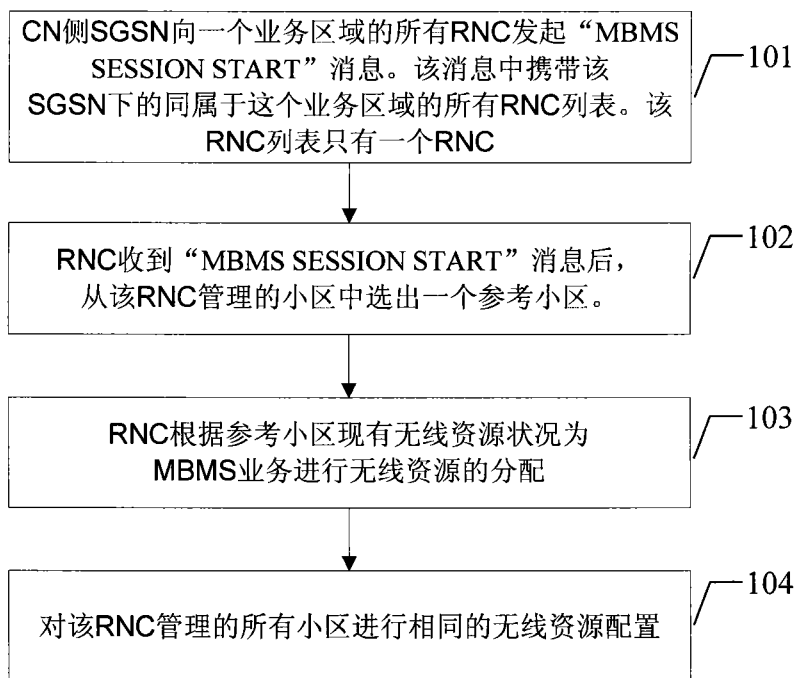 CN侧SGSN向一个业务区域的所有RNC发起“MBMS
SESSION START”消息。该消息中携带该
SGSN下的同属于这个业务区域的所有RNC列表。该
RNC列表只有一个RNC
101
RNC收到“MBMS SESSION START”消息后，
从该RNC管理的小区中选出一个参考小区。
102
RNC根据参考小区现有无线资源状况为
MBMS业务进行无线资源的分配
103
对该RNC管理的所有小区进行相同的无线资源配置
104